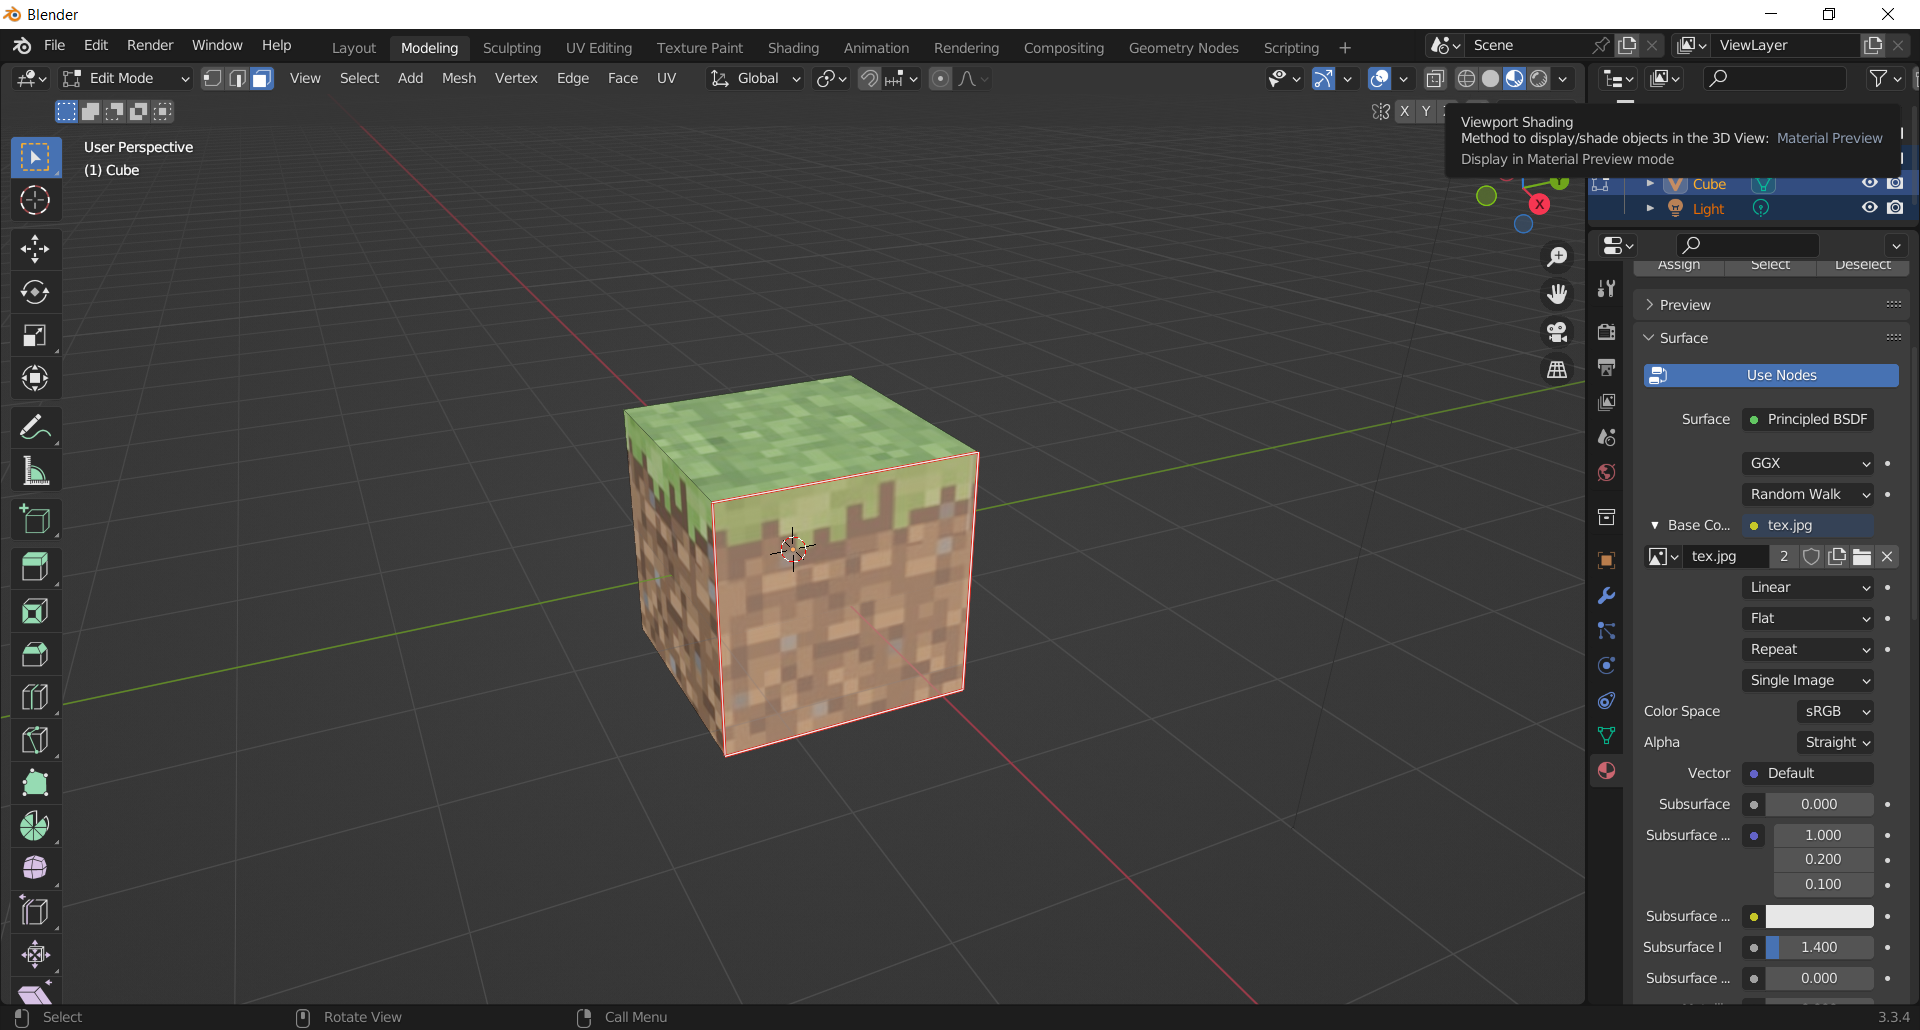 Blender
File Edit Render Window Help Layout Modeling Sculpting UV Editing Texture Paint Shading Animation Rendering Compositing Geometry Nodes Scripting + Scene ViewLayer
Edit Mode View Select Add Mesh Vertex Edge Face UV Global
X Y
User Perspective
(1) Cube
Viewport Shading
Method to display/shade objects in the 3D View: Material Preview
Display in Material Preview mode
Y
X
Cube
Light
Assign Select Deselect
Preview
Surface
Use Nodes
Surface Principled BSDF
GGX
Random Walk
Base Co... tex.jpg
tex.jpg 2
Linear
Flat
Repeat
Single Image
Color Space sRGB
Alpha Straight
Vector Default
Subsurface 0.000
Subsurface ... 1.000
0.200
0.100
Subsurface ...
Subsurface I 1.400
Subsurface ... 0.000
Select Rotate View Call Menu 3.3.4